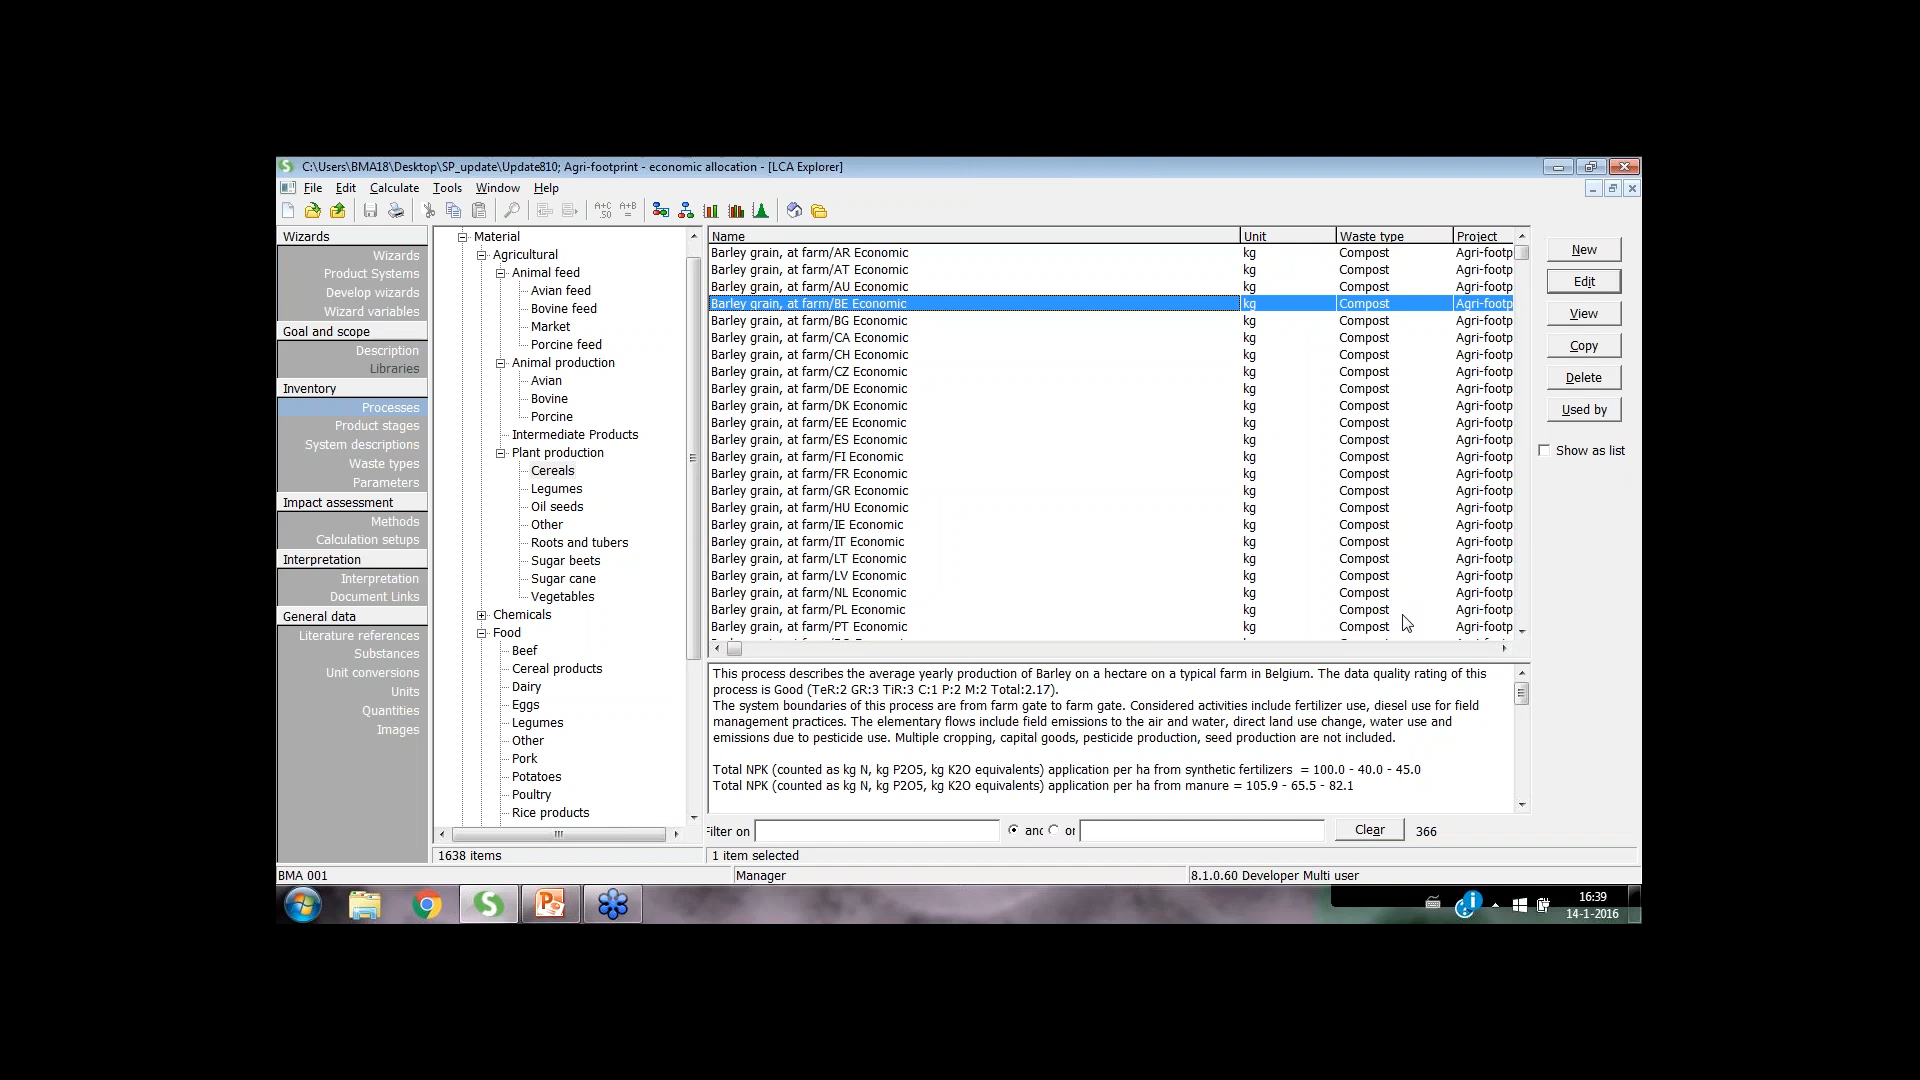 C:\Users\BMA18\Desktop\SP_update\Update810; Agri-footprint - economic allocation - [LCA Explorer]
File Edit Calculate Tools Window Help
Wizards
Wizards
Product Systems
Develop wizards
Wizard variables
Goal and scope
Description
Libraries
Inventory
Processes
Product stages
System descriptions
Waste types
Parameters
Impact assessment
Methods
Calculation setups
Interpretation
Interpretation
Document Links
General data
Literature references
Substances
Unit conversions
Units
Quantities
Images
Material
Agricultural
Animal feed
Avian feed
Bovine feed
Market
Porcine feed
Animal production
Avian
Bovine
Porcine
Intermediate Products
Plant production
Cereals
Legumes
Oil seeds
Other
Roots and tubers
Sugar beets
Sugar cane
Vegetables
Chemicals
Food
Beef
Cereal products
Dairy
Eggs
Legumes
Other
Pork
Potatoes
Poultry
Rice products
1638 items
Name Unit Waste type Project
Barley grain, at farm/AR Economic kg Compost Agri-footp
Barley grain, at farm/AT Economic kg Compost Agri-footp
Barley grain, at farm/AU Economic kg Compost Agri-footp
Barley grain, at farm/BE Economic kg Compost Agri-footp
Barley grain, at farm/BG Economic kg Compost Agri-footp
Barley grain, at farm/CA Economic kg Compost Agri-footp
Barley grain, at farm/CH Economic kg Compost Agri-footp
Barley grain, at farm/CZ Economic kg Compost Agri-footp
Barley grain, at farm/DE Economic kg Compost Agri-footp
Barley grain, at farm/DK Economic kg Compost Agri-footp
Barley grain, at farm/EE Economic kg Compost Agri-footp
Barley grain, at farm/ES Economic kg Compost Agri-footp
Barley grain, at farm/FI Economic kg Compost Agri-footp
Barley grain, at farm/FR Economic kg Compost Agri-footp
Barley grain, at farm/GR Economic kg Compost Agri-footp
Barley grain, at farm/HU Economic kg Compost Agri-footp
Barley grain, at farm/IE Economic kg Compost Agri-footp
Barley grain, at farm/IT Economic kg Compost Agri-footp
Barley grain, at farm/LT Economic kg Compost Agri-footp
Barley grain, at farm/LV Economic kg Compost Agri-footp
Barley grain, at farm/NL Economic kg Compost Agri-footp
Barley grain, at farm/PL Economic kg Compost Agri-footp
Barley grain, at farm/PT Economic kg Compost Agri-footp
This process describes the average yearly production of Barley on a hectare on a typical farm in Belgium. The data quality rating of this
process is Good (TeR:2 GR:3 TiR:3 C:1 P:2 M:2 Total:2.17).
The system boundaries of this process are from farm gate to farm gate. Considered activities include fertilizer use, diesel use for field
management practices. The elementary flows include field emissions to the air and water, direct land use change, water use and
emissions due to pesticide use. Multiple cropping, capital goods, pesticide production, seed production are not included.
Total NPK (counted as kg N, kg P2O5, kg K2O equivalents) application per ha from synthetic fertilizers = 100.0 - 40.0 - 45.0
Total NPK (counted as kg N, kg P2O5, kg K2O equivalents) application per ha from manure = 105.9 - 65.5 - 82.1
Filter on and or Clear 366
1 item selected
New
Edit
View
Copy
Delete
Used by
Show as list
BMA 001 Manager 8.1.0.60 Developer Multi user
16:39
14-1-2016